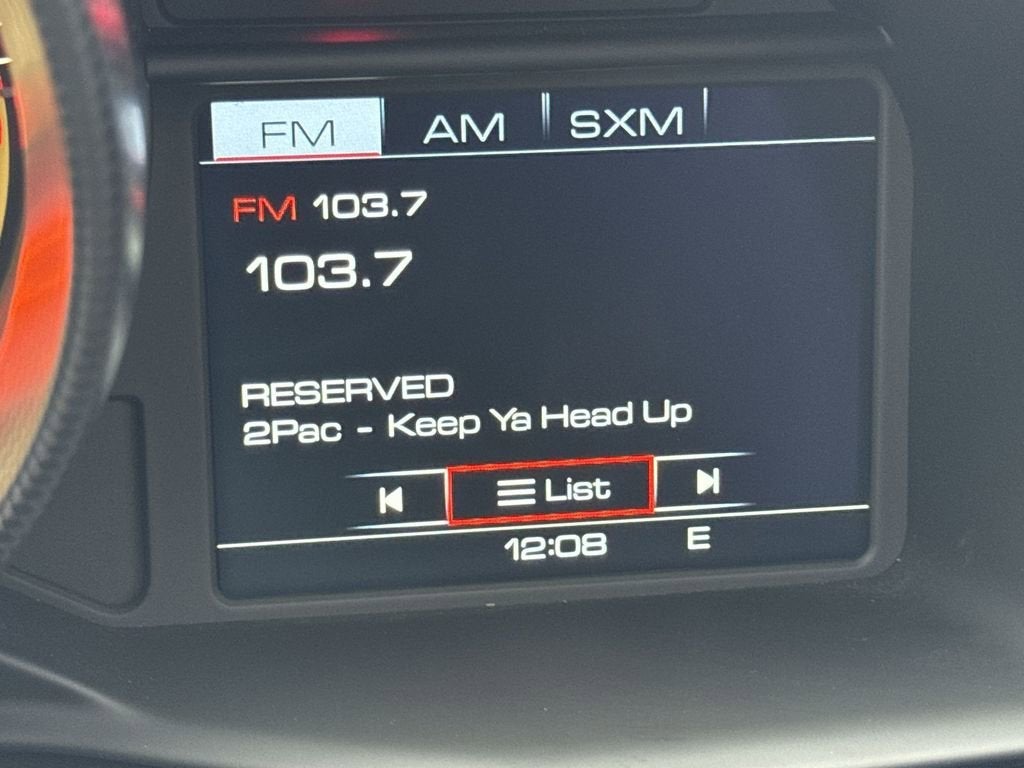 FM AM SXM
FM 103.7
103.7
RESERVED
2Pac - Keep Ya Head Up
List
12:08 E